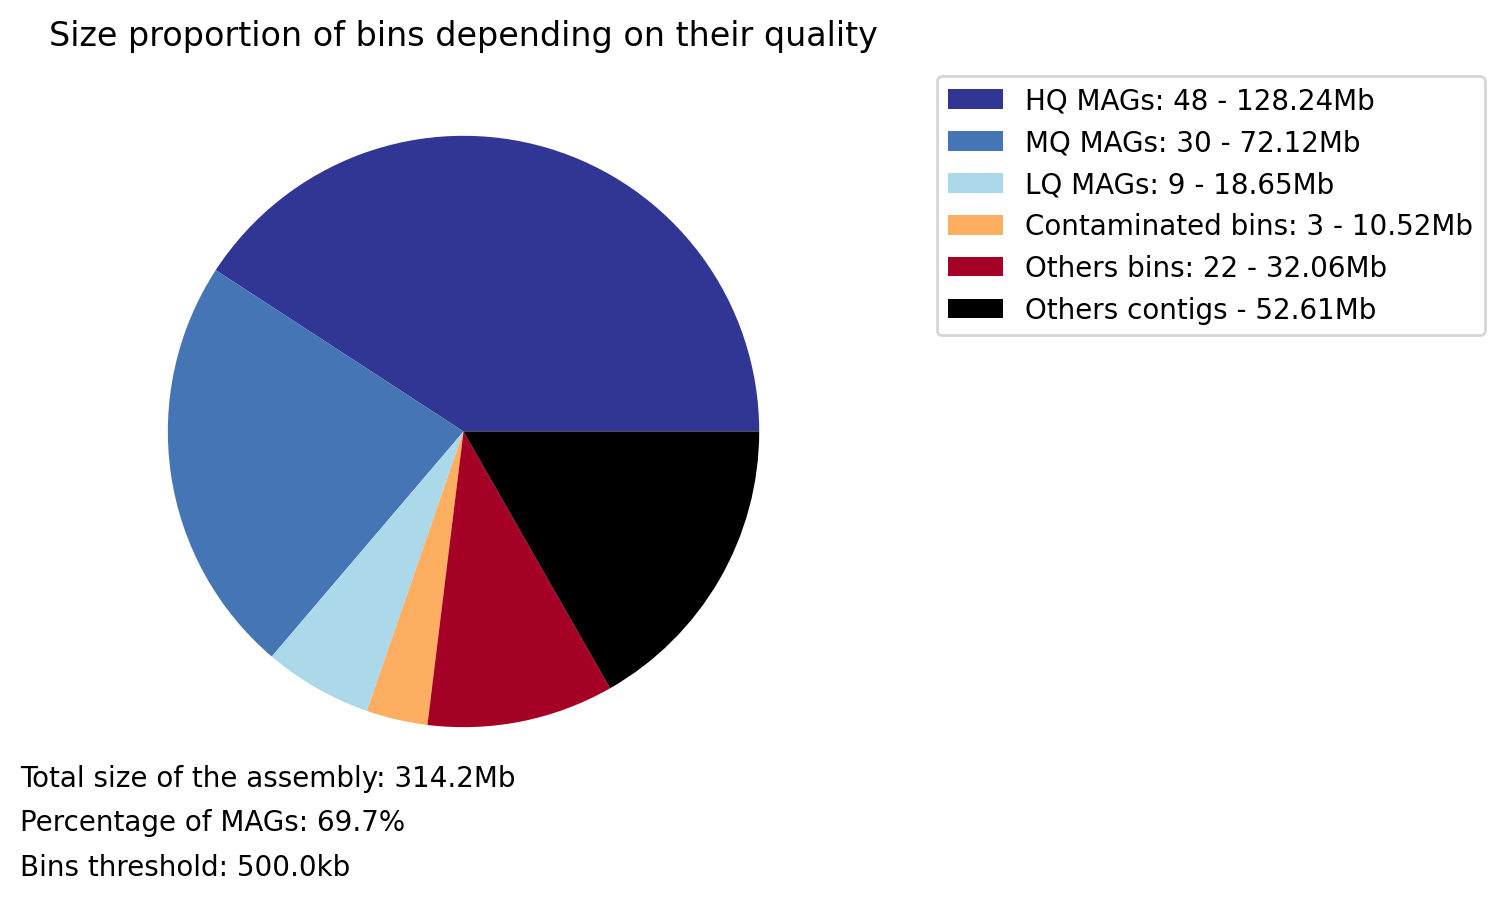 Size proportion of bins depending on their quality
HQ MAGs: 48 - 128.24Mb
MQ MAGs: 30 - 72.12Mb
LQ MAGs: 9 - 18.65Mb
Contaminated bins: 3 - 10.52Mb
Others bins: 22 - 32.06Mb
Others contigs - 52.61Mb
Total size of the assembly: 314.2Mb
Percentage of MAGs: 69.7%
Bins threshold: 500.0kb